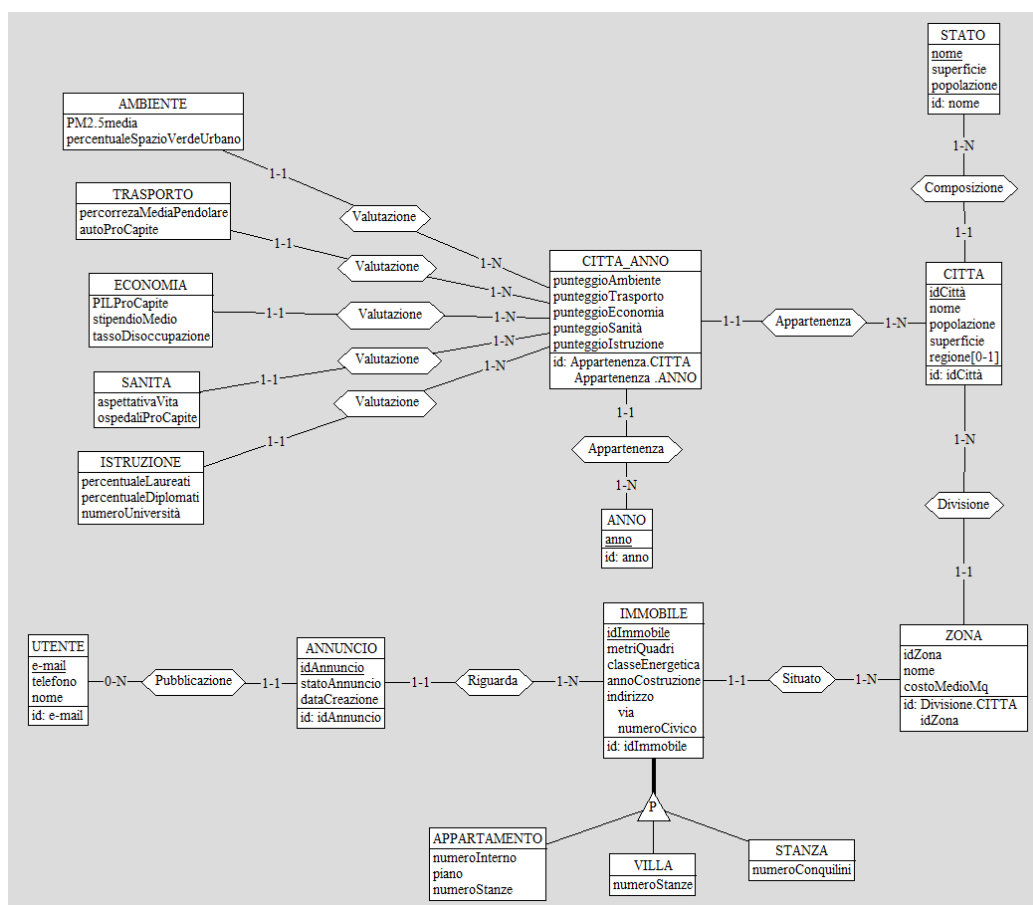 STATO
nome
superficie
popolazione
id: nome
1-N
Composizione
1-1
AMBIENTE
PM2.5media
percentualeSpazioVerdeUrbano
1-1
Valutazione
1-N
TRASPORTO
percorrezaMediaPendolare
autoProCapite
1-1
Valutazione
1-N
ECONOMIA
PILProCapite
stipendioMedio
tassoDisoccupazione
1-1
Valutazione
1-N
SANITA
aspettativaVita
ospedaliProCapite
1-1
Valutazione
1-N
ISTRUZIONE
percentualeLaureati
percentualeDiplomati
numeroUniversità
1-1
Valutazione
1-N
CITTA_ANNO
punteggioAmbiente
punteggioTrasporto
punteggioEconomia
punteggioSanità
punteggioIstruzione
id: Appartenenza.CITTA
Appartenenza .ANNO
1-1
Appartenenza
1-N
CITTA
idCittà
nome
popolazione
superficie
regione[0-1]
id: idCittà
1-1
Appartenenza
1-N
ANNO
anno
id: anno
1-N
Divisione
1-1
UTENTE
e-mail
telefono
nome
id: e-mail
0-N
Pubblicazione
1-1
ANNUNCIO
idAnnuncio
statoAnnuncio
dataCreazione
id: idAnnuncio
1-1
Riguarda
1-N
IMMOBILE
idImmobile
metriQuadri
classeEnergetica
annoCostruzione
indirizzo
via
numeroCivico
id: idImmobile
1-1
Situato
1-N
ZONA
idZona
nome
costoMedioMq
id: Divisione.CITTA
idZona
P
APPARTAMENTO
numeroInterno
piano
numeroStanze
VILLA
numeroStanze
STANZA
numeroConquilini